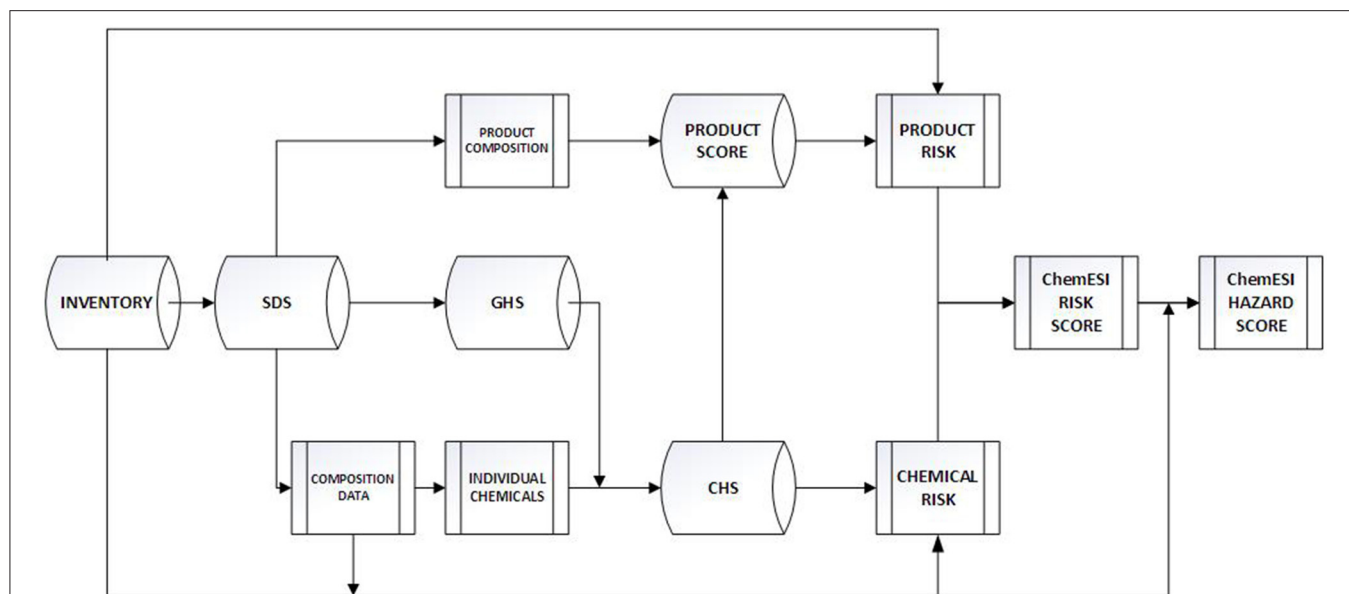 PRODUCT
COMPOSITION
PRODUCT
SCORE
PRODUCT
RISK
INVENTORY
SDS
GHS
ChemESI
RISK
SCORE
ChemESI
HAZARD
SCORE
COMPOSITION
DATA
INDIVIDUAL
CHEMICALS
CHS
CHEMICAL
RISK